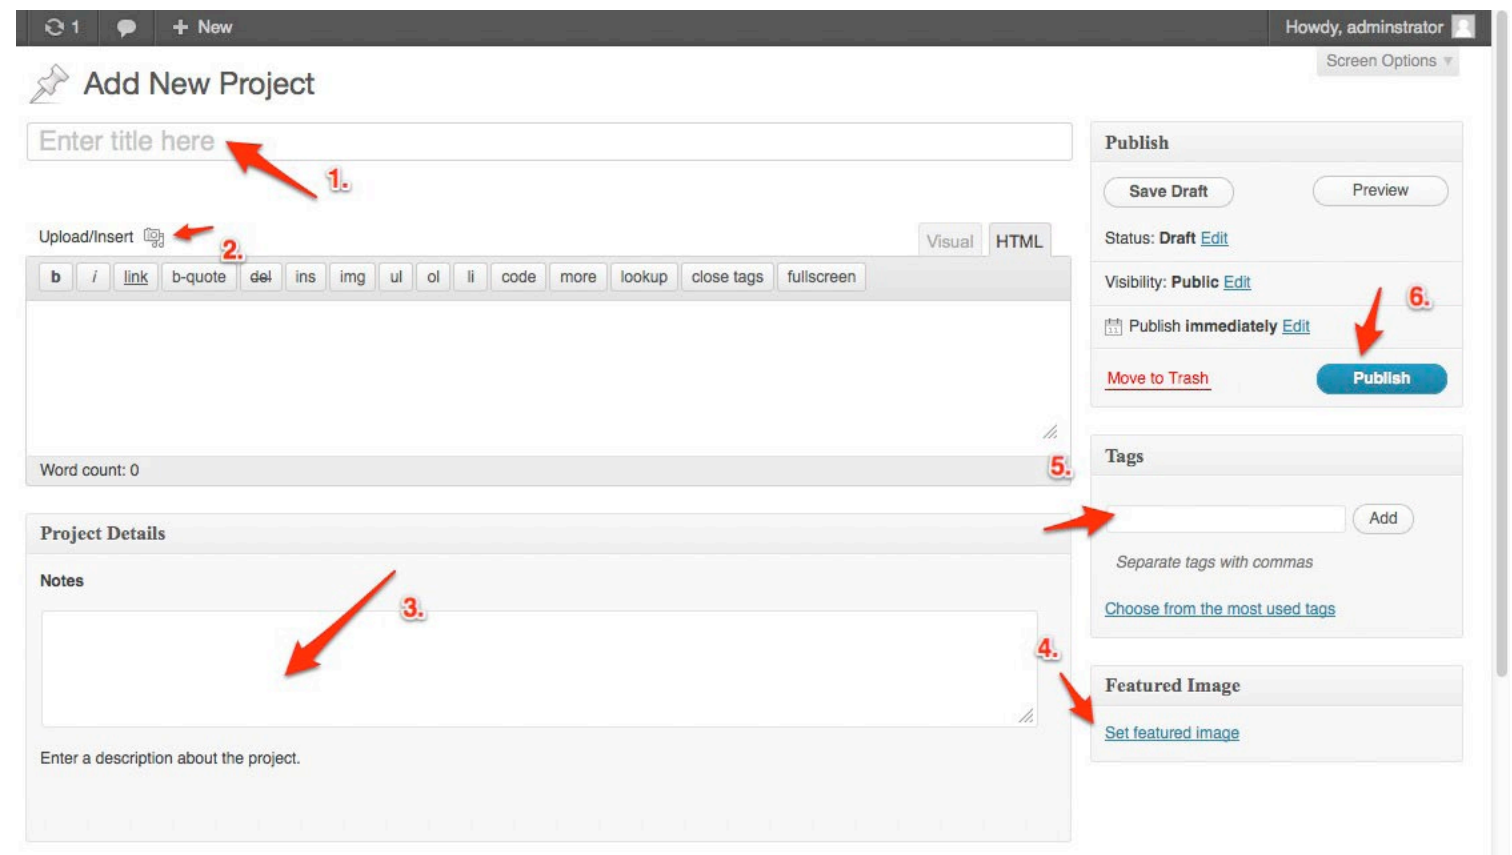 1 + New Howdy, adminstrator
Screen Options
Add New Project
Enter title here
1.
Upload/Insert
2.
Visual HTML
b i link b-quote del ins img ul ol li code more lookup close tags fullscreen
Word count: 0
Project Details
Notes
3.
Enter a description about the project.
Publish
Save Draft Preview
Status: Draft Edit
Visibility: Public Edit
6.
11 Publish immediately Edit
Move to Trash Publish
5.
Tags
Add
Separate tags with commas
Choose from the most used tags
4.
Featured Image
Set featured image